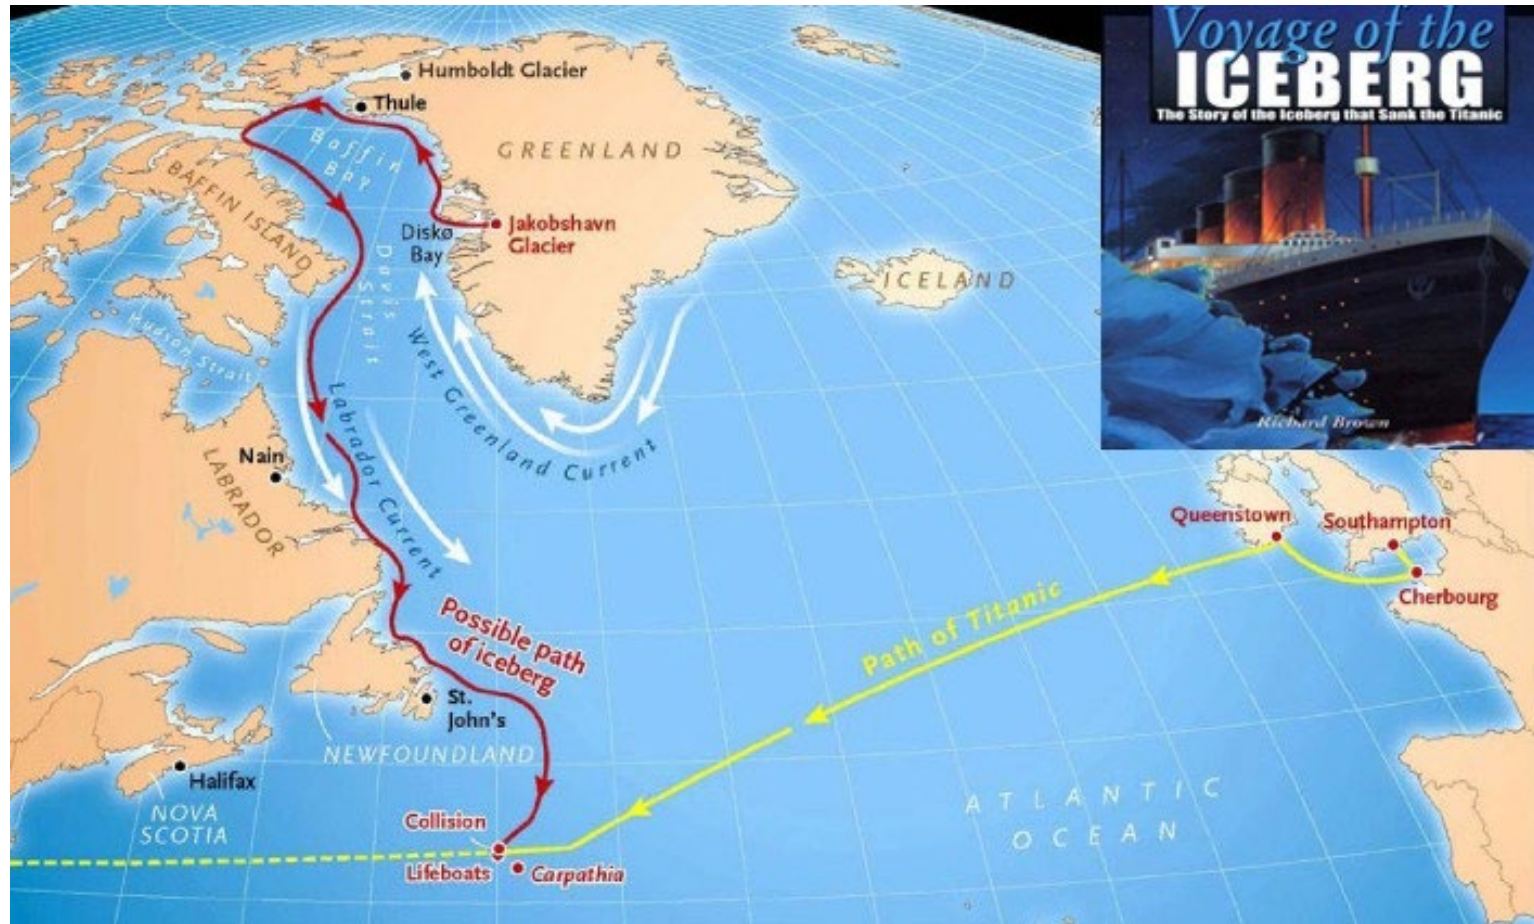 Voyage of the
ICEBERG
The Story of the Iceberg that Sank the Titanic
Richard Brown
Humboldt Glacier
Thule
Baffin
Bay
GREENLAND
BAFFIN ISLAND
Disko
Bay
Jakobshavn
Glacier
Davis Strait
ICELAND
Hudson Strait
West Greenland Current
Labrador Current
Nain
LABRADOR
Queenstown
Southampton
Cherbourg
Path of Titanic
Possible path
of iceberg
St.
John's
NEWFOUNDLAND
Halifax
NOVA
SCOTIA
ATLANTIC
OCEAN
Collision
Lifeboats
Carpathia